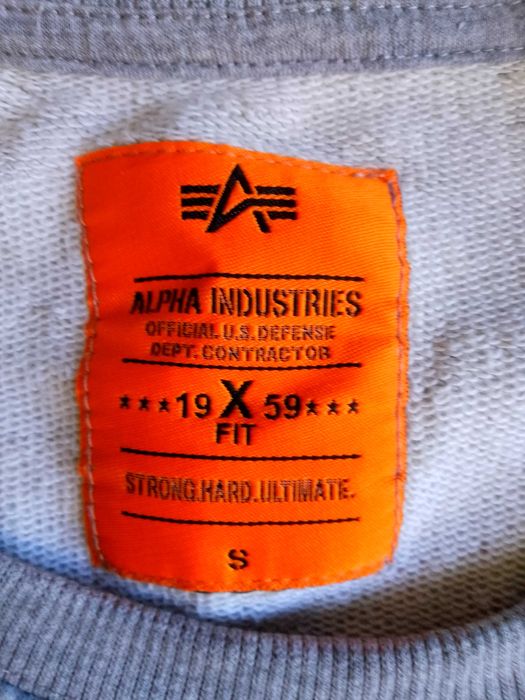 ALPHA INDUSTRIES
OFFICIAL U.S. DEFENSE
DEPT. CONTRACTOR
★★★19 X 59★★★
FIT
STRONG.HARD.ULTIMATE.
S